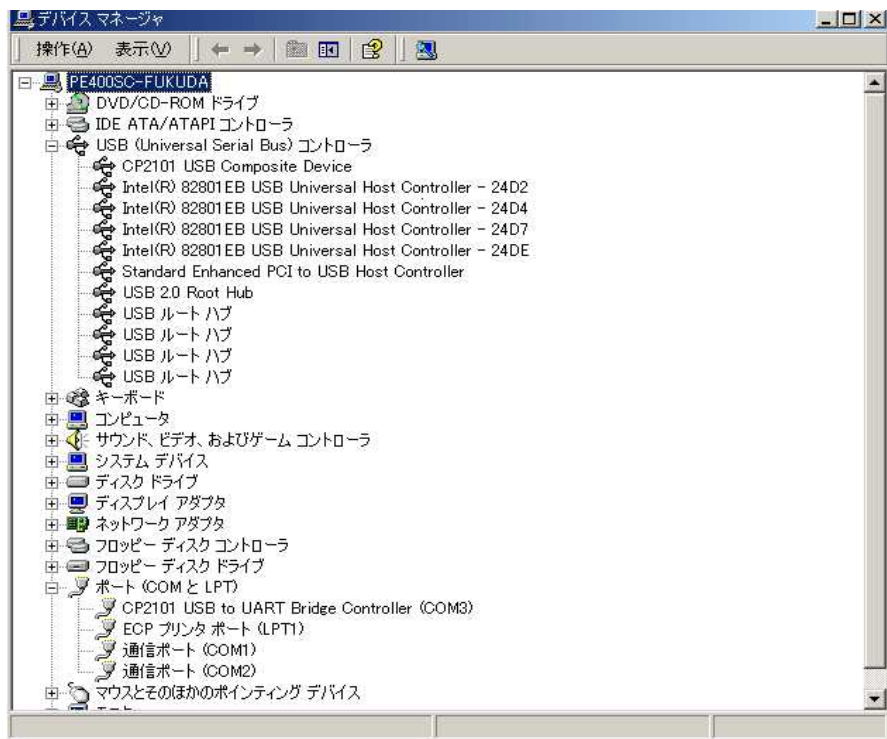 デバイス マネージャ
操作(A) 表示(V)
PE400SC-FUKUDA
DVD/CD-ROM ドライブ
IDE ATA/ATAPI コントローラ
USB (Universal Serial Bus) コントローラ
CP2101 USB Composite Device
Intel(R) 82801EB USB Universal Host Controller - 24D2
Intel(R) 82801EB USB Universal Host Controller - 24D4
Intel(R) 82801EB USB Universal Host Controller - 24D7
Intel(R) 82801EB USB Universal Host Controller - 24DE
Standard Enhanced PCI to USB Host Controller
USB 2.0 Root Hub
USB ルート ハブ
USB ルート ハブ
USB ルート ハブ
USB ルート ハブ
キーボード
コンピュータ
サウンド、ビデオ、およびゲーム コントローラ
システム デバイス
ディスク ドライブ
ディスプレイ アダプタ
ネットワーク アダプタ
フロッピー ディスク コントローラ
フロッピー ディスク ドライブ
ポート (COM と LPT)
CP2101 USB to UART Bridge Controller (COM3)
ECP プリンタ ポート (LPT1)
通信ポート (COM1)
通信ポート (COM2)
マウスとそのほかのポインティング デバイス